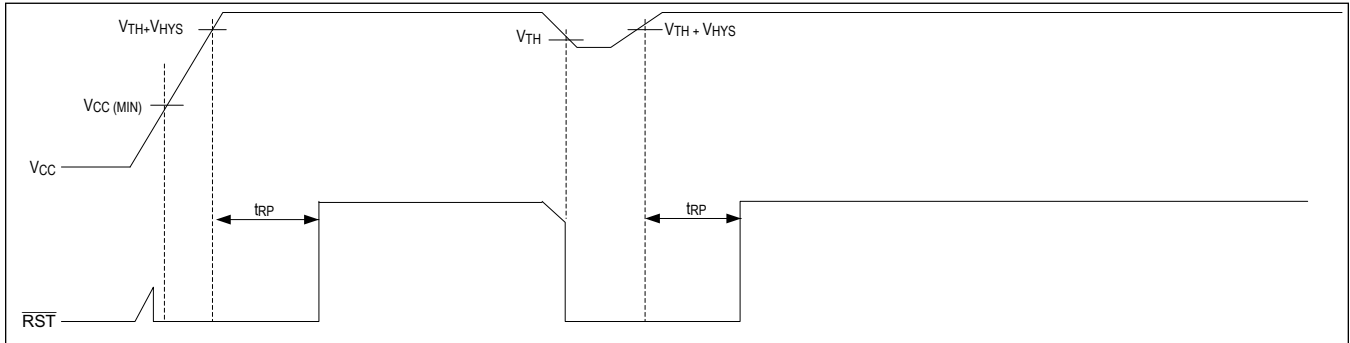 VTH+VHYS
VTH
VTH + VHYS
VCC (MIN)
VCC
tRP
tRP
RST